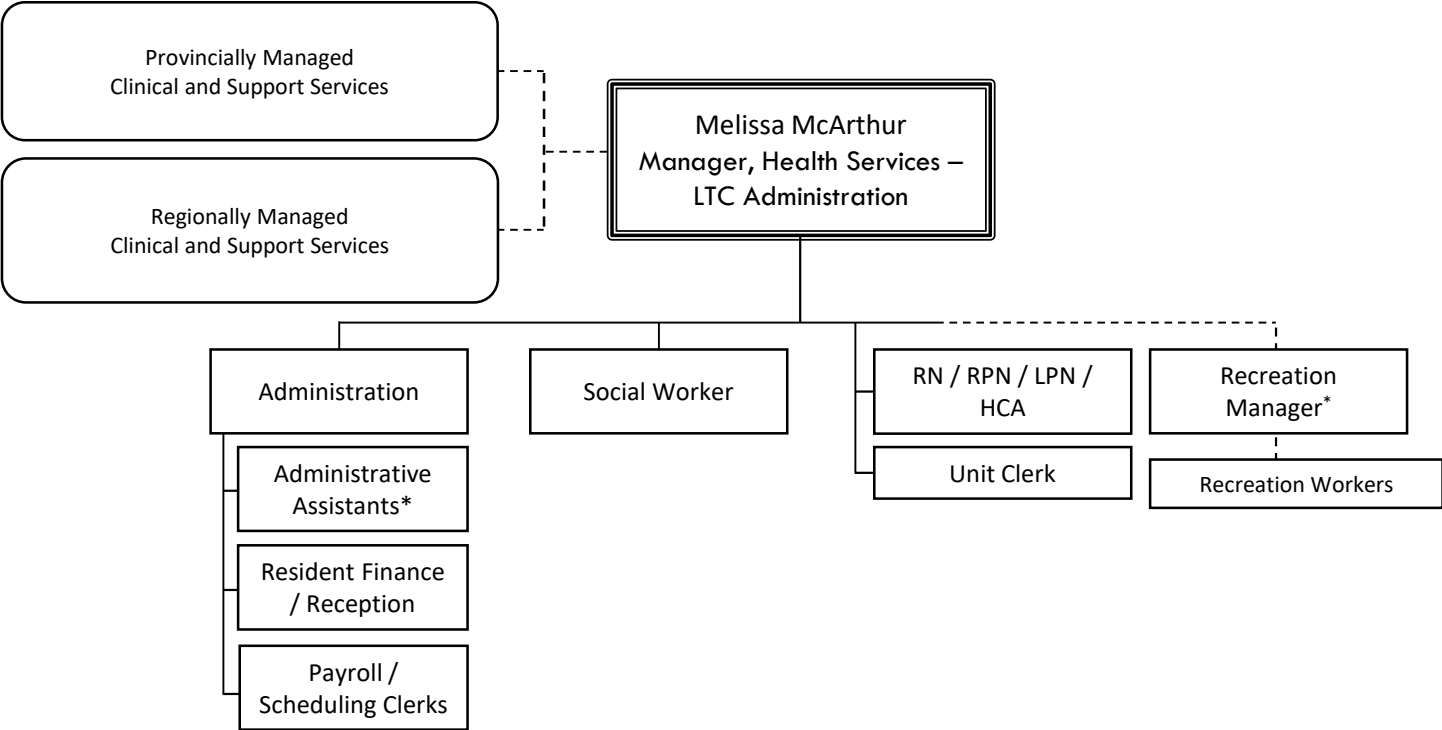 Provincially Managed
Clinical and Support Services
Melissa McArthur
Manager, Health Services –
LTC Administration
Regionally Managed
Clinical and Support Services
Administration
Administrative
Assistants*
Resident Finance
/ Reception
Payroll /
Scheduling Clerks
Social Worker
RN / RPN / LPN /
HCA
Unit Clerk
Recreation
Manager*
Recreation Workers